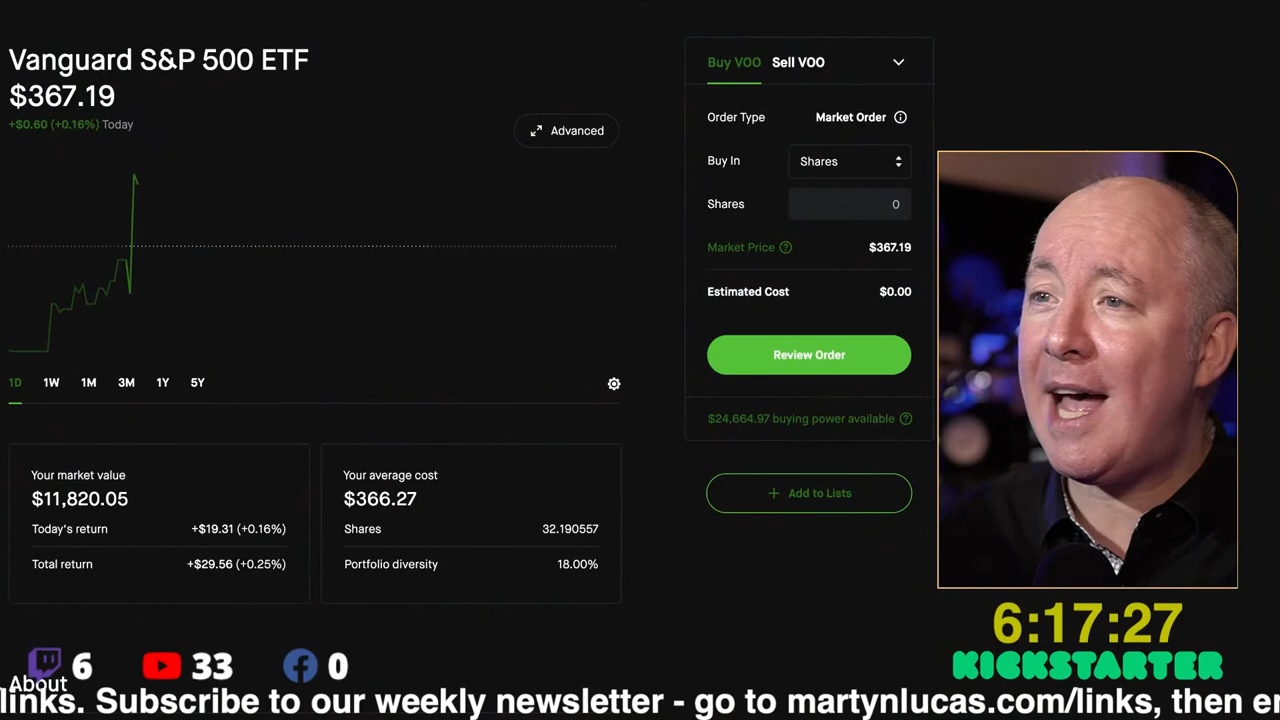 Vanguard S&P 500 ETF
$367.19
+$0.60 (+0.16%) Today
Advanced
1D 1W 1M 3M 1Y 5Y
Your market value
$11,820.05
Today's return +$19.31 (+0.16%)
Total return +$29.56 (+0.25%)
Your average cost
$366.27
Shares 32.190557
Portfolio diversity 18.00%
Buy VOO Sell VOO
Order Type Market Order
Buy In Shares
Shares 0
Market Price $367.19
Estimated Cost $0.00
Review Order
$24,664.97 buying power available
+ Add to Lists
6:17:27
KICKSTARTER
6 33 0
About
links. Subscribe to our weekly newsletter - go to martynlucas.com/links, then en